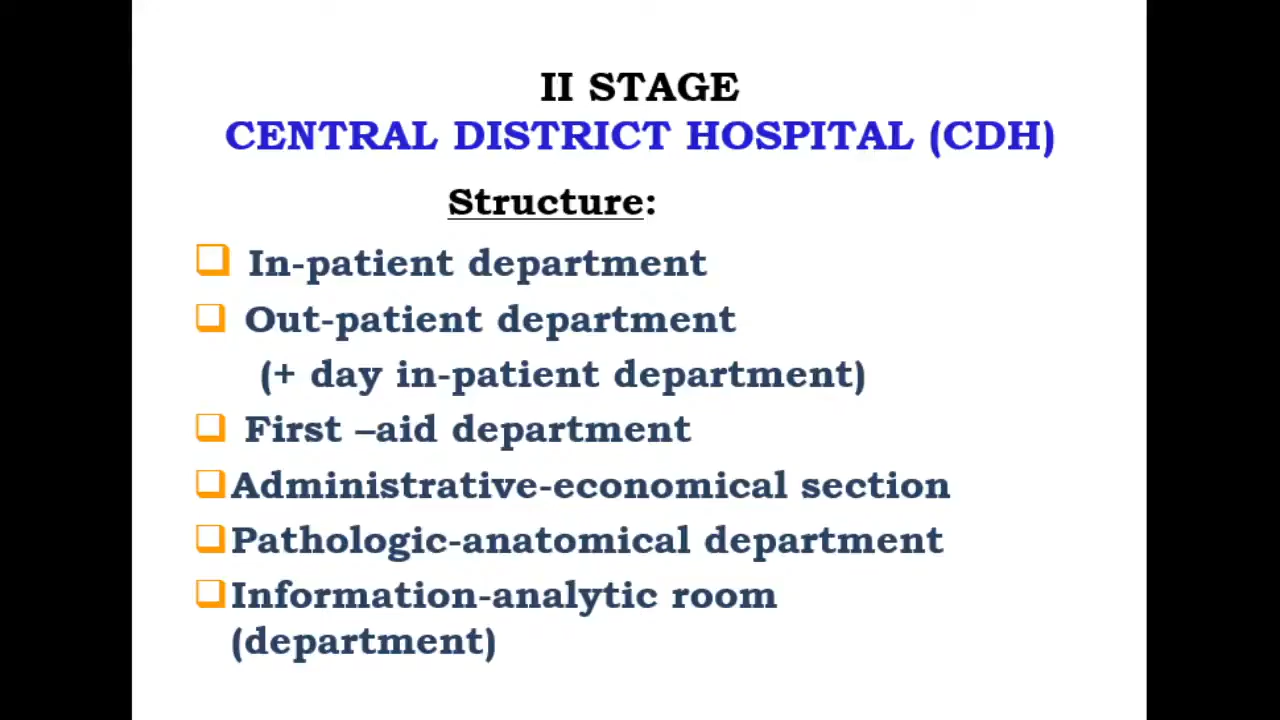 II STAGE
CENTRAL DISTRICT HOSPITAL (CDH)
Structure:
In-patient department
Out-patient department
(+ day in-patient department)
First –aid department
Administrative-economical section
Pathologic-anatomical department
Information-analytic room
(department)